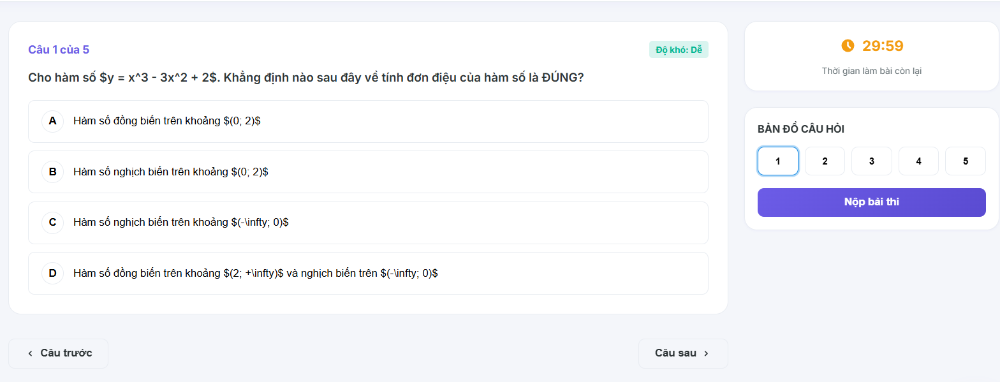 Câu 1 của 5
Độ khó: Dễ
Cho hàm số $y = x^3 - 3x^2 + 2$. Khẳng định nào sau đây về tính đơn điệu của hàm số là ĐÚNG?
A Hàm số đồng biến trên khoảng $(0; 2)$
B Hàm số nghịch biến trên khoảng $(0; 2)$
C Hàm số nghịch biến trên khoảng $(-\infty; 0)$
D Hàm số đồng biến trên khoảng $(2; +\infty)$ và nghịch biến trên $(-\infty; 0)$
‹ Câu trước
Câu sau ›
29:59
Thời gian làm bài còn lại
BẢN ĐỒ CÂU HỎI
1 2 3 4 5
Nộp bài thi